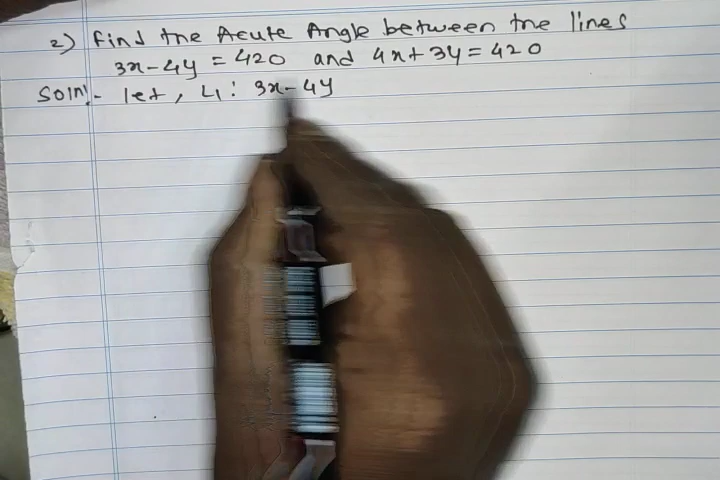 2) Find the Acute Angle between the lines
3x-4y = 420 and 4x+3y=420
Soln:- let, L1: 3x-4y